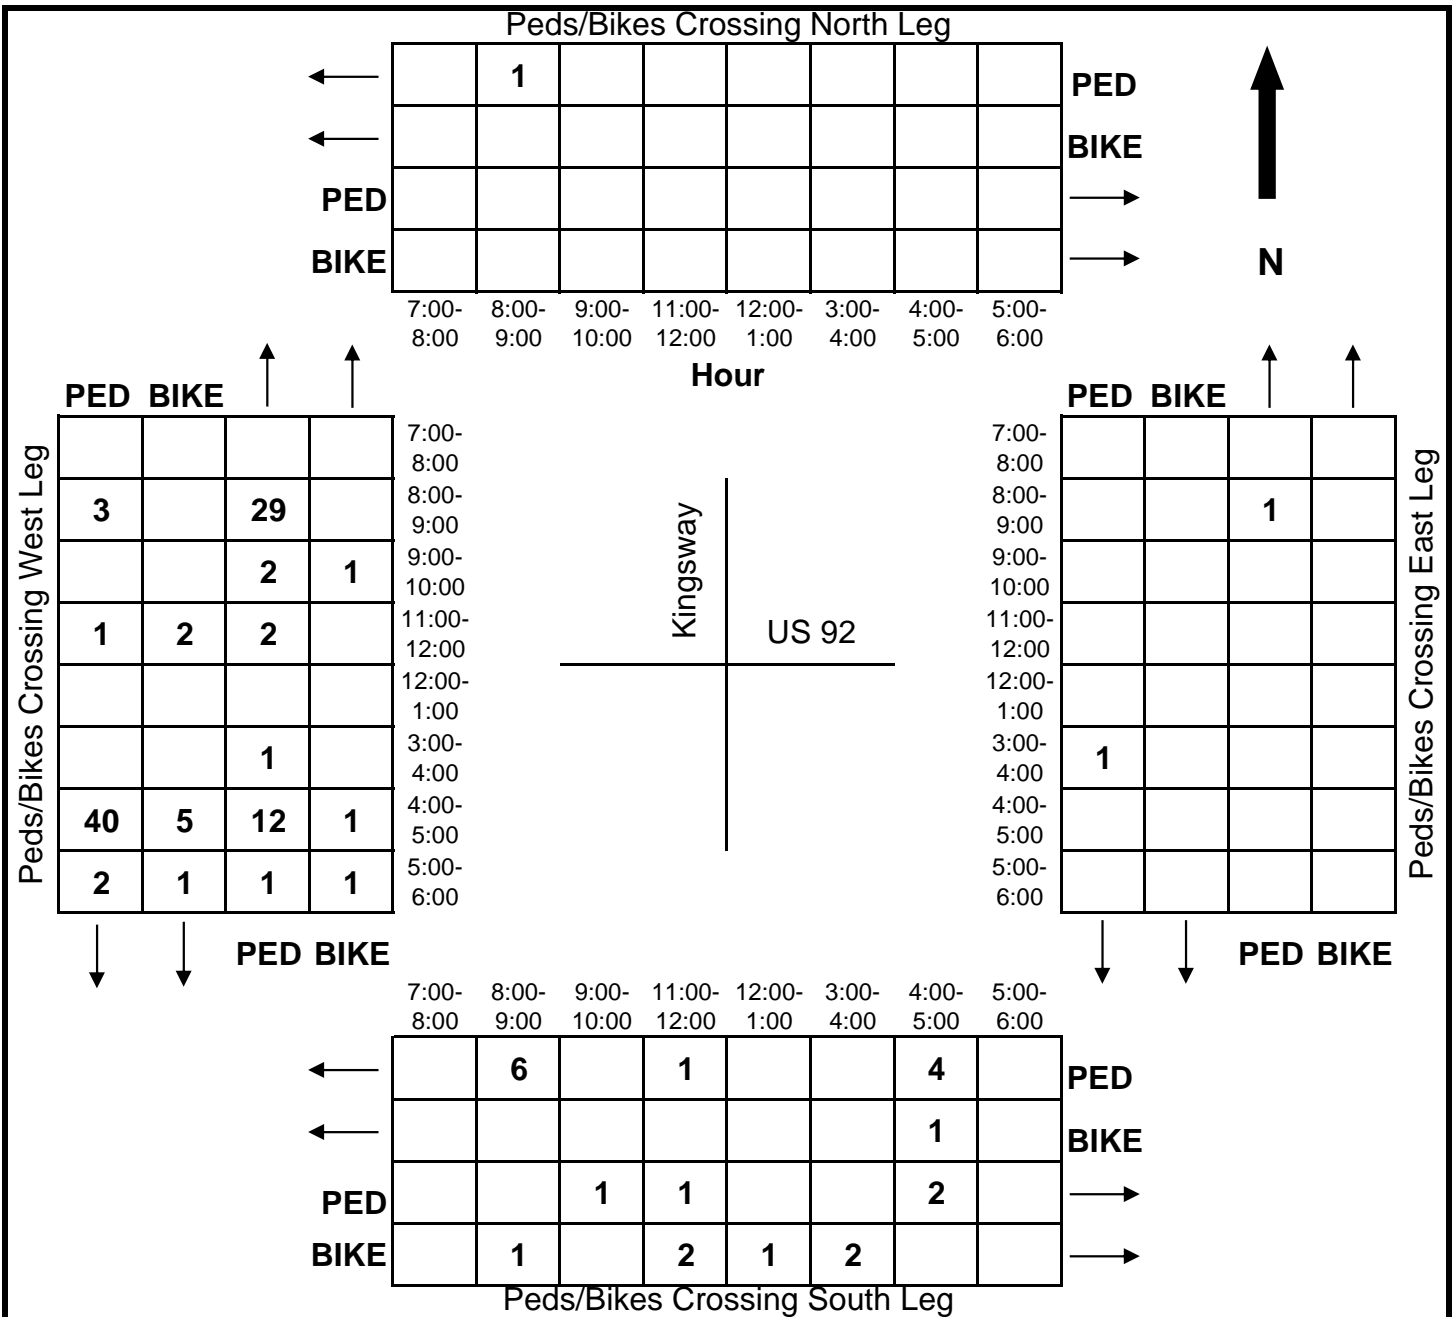 Peds/Bikes Crossing North Leg
1 PED
BIKE
PED
BIKE N
7:00- 8:00- 9:00- 11:00- 12:00- 3:00- 4:00- 5:00-
8:00 9:00 10:00 12:00 1:00 4:00 5:00 6:00
Hour
PED BIKE PED BIKE
Peds/Bikes Crossing West Leg
7:00- 7:00-
8:00 8:00
3 29 8:00- 8:00- 1
9:00 9:00
2 1 9:00- 9:00-
10:00 10:00
1 2 2 11:00- 11:00-
12:00 12:00
12:00- 12:00-
1:00 1:00
1 3:00- 3:00- 1
4:00 4:00
40 5 12 1 4:00- 4:00-
5:00 5:00
2 1 1 1 5:00- 5:00-
6:00 6:00
Kingsway
US 92
Peds/Bikes Crossing East Leg
PED BIKE PED BIKE
7:00- 8:00- 9:00- 11:00- 12:00- 3:00- 4:00- 5:00-
8:00 9:00 10:00 12:00 1:00 4:00 5:00 6:00
6 1 4 PED
1 BIKE
PED 1 1 2
BIKE 1 2 1 2
Peds/Bikes Crossing South Leg